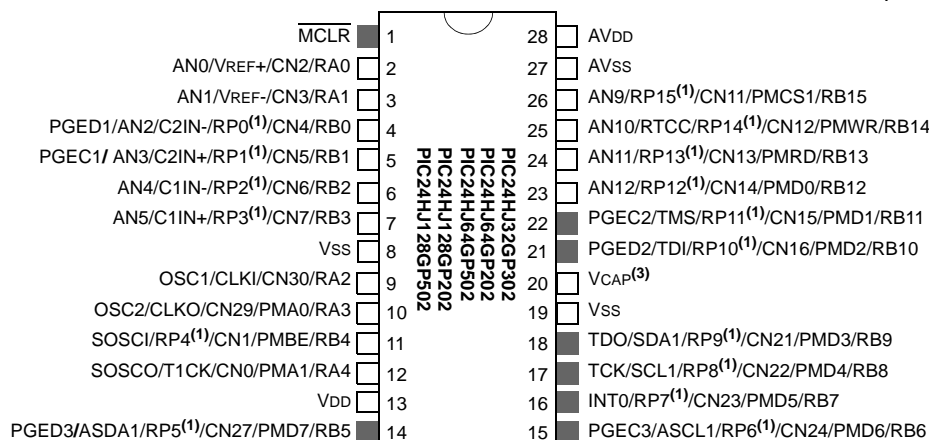 MCLR 1 28 AVDD
AN0/VREF+/CN2/RA0 2 27 AVSS
AN1/VREF-/CN3/RA1 3 26 AN9/RP15(1)/CN11/PMCS1/RB15
PGED1/AN2/C2IN-/RP0(1)/CN4/RB0 4 25 AN10/RTCC/RP14(1)/CN12/PMWR/RB14
PGEC1/ AN3/C2IN+/RP1(1)/CN5/RB1 5 24 AN11/RP13(1)/CN13/PMRD/RB13
AN4/C1IN-/RP2(1)/CN6/RB2 6 23 AN12/RP12(1)/CN14/PMD0/RB12
AN5/C1IN+/RP3(1)/CN7/RB3 7 22 PGEC2/TMS/RP11(1)/CN15/PMD1/RB11
VSS 8 21 PGED2/TDI/RP10(1)/CN16/PMD2/RB10
OSC1/CLKI/CN30/RA2 9 20 VCAP(3)
OSC2/CLKO/CN29/PMA0/RA3 10 19 VSS
SOSCI/RP4(1)/CN1/PMBE/RB4 11 18 TDO/SDA1/RP9(1)/CN21/PMD3/RB9
SOSCO/T1CK/CN0/PMA1/RA4 12 17 TCK/SCL1/RP8(1)/CN22/PMD4/RB8
VDD 13 16 INT0/RP7(1)/CN23/PMD5/RB7
PGED3/ASDA1/RP5(1)/CN27/PMD7/RB5 14 15 PGEC3/ASCL1/RP6(1)/CN24/PMD6/RB6
PIC24HJ32GP302
PIC24HJ64GP202
PIC24HJ64GP502
PIC24HJ128GP202
PIC24HJ128GP502